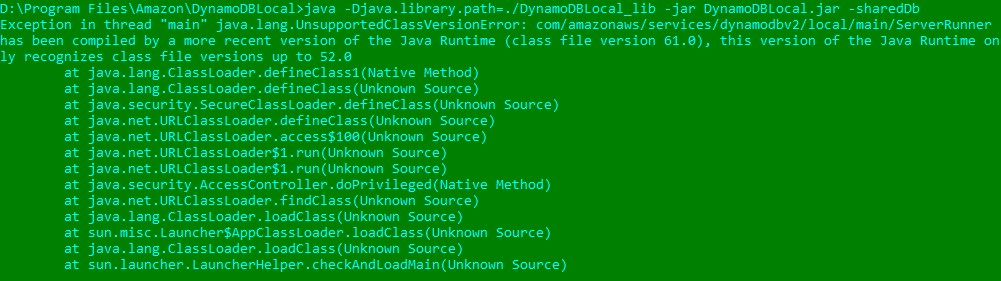 D:\Program Files\Amazon\DynamoDBLocal>java -Djava.library.path=./DynamoDBLocal_lib -jar DynamoDBLocal.jar -sharedDb
Exception in thread "main" java.lang.UnsupportedClassVersionError: com/amazonaws/services/dynamodbv2/local/main/ServerRunner
has been compiled by a more recent version of the Java Runtime (class file version 61.0), this version of the Java Runtime on
ly recognizes class file versions up to 52.0
        at java.lang.ClassLoader.defineClass1(Native Method)
        at java.lang.ClassLoader.defineClass(Unknown Source)
        at java.security.SecureClassLoader.defineClass(Unknown Source)
        at java.net.URLClassLoader.defineClass(Unknown Source)
        at java.net.URLClassLoader.access$100(Unknown Source)
        at java.net.URLClassLoader$1.run(Unknown Source)
        at java.net.URLClassLoader$1.run(Unknown Source)
        at java.security.AccessController.doPrivileged(Native Method)
        at java.net.URLClassLoader.findClass(Unknown Source)
        at java.lang.ClassLoader.loadClass(Unknown Source)
        at sun.misc.Launcher$AppClassLoader.loadClass(Unknown Source)
        at java.lang.ClassLoader.loadClass(Unknown Source)
        at sun.launcher.LauncherHelper.checkAndLoadMain(Unknown Source)